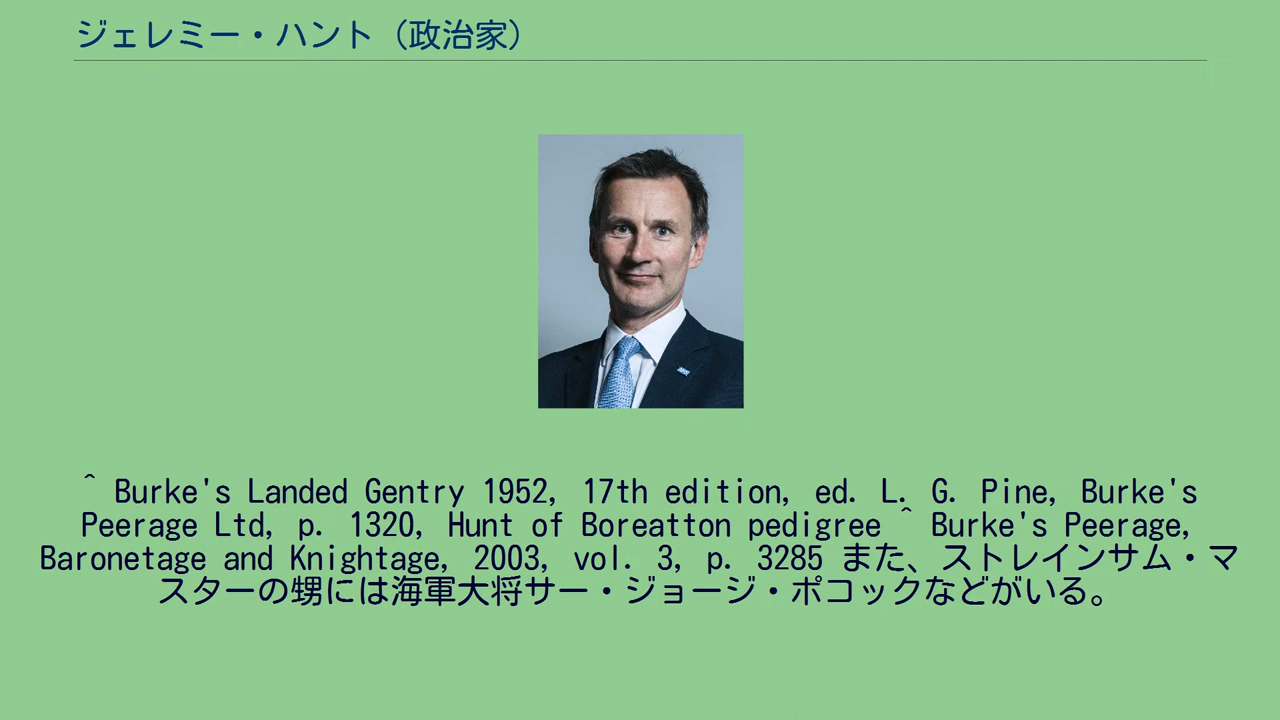 ジェレミー・ハント（政治家）
^ Burke's Landed Gentry 1952, 17th edition, ed. L. G. Pine, Burke's
Peerage Ltd, p. 1320, Hunt of Boreatton pedigree ^ Burke's Peerage,
Baronetage and Knightage, 2003, vol. 3, p. 3285 また、ストレインサム・マ
スターの甥には海軍大将サー・ジョージ・ポコックなどがいる。